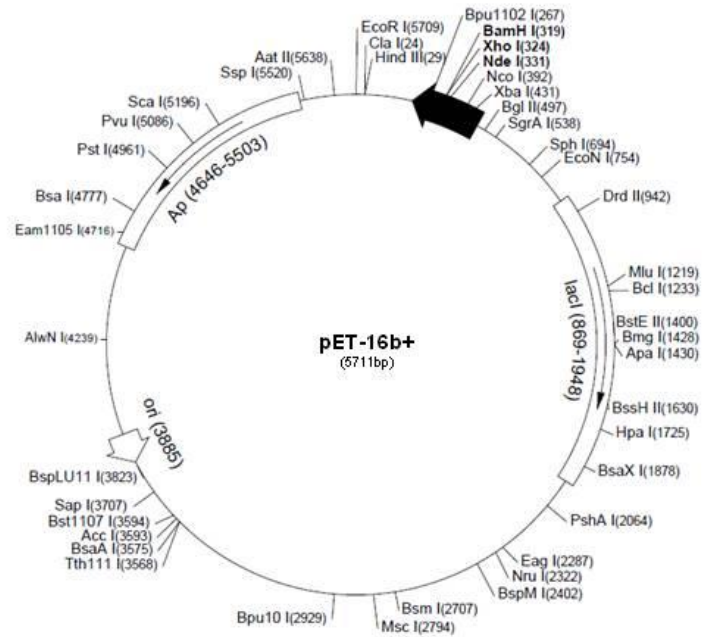 EcoR I(5709)
Cla I(24)
Hind III(29)
Bpu1102 I(267)
BamH I(319)
Xho I(324)
Nde I(331)
Nco I(392)
Xba I(431)
Bgl II(497)
SgrA I(538)
Sph I(694)
EcoN I(754)
Drd II(942)
Mlu I(1219)
Bcl I(1233)
BstE II(1400)
Bmg I(1428)
Apa I(1430)
lacI (869-1948)
BssH II(1630)
Hpa I(1725)
BsaX I(1878)
PshA I(2064)
Eag I(2287)
Nru I(2322)
BspM I(2402)
Bsm I(2707)
Msc I(2794)
Bpu10 I(2929)
Tth111 I(3568)
BsaA I(3575)
Acc I(3593)
Bst1107 I(3594)
Sap I(3707)
BspLU11 I(3823)
ori (3885)
AlwN I(4239)
Eam1105 I(4716)
Bsa I(4777)
Pst I(4961)
Pvu I(5086)
Sca I(5196)
Ap (4646-5503)
Ssp I(5520)
Aat II(5638)
pET-16b+
(5711bp)